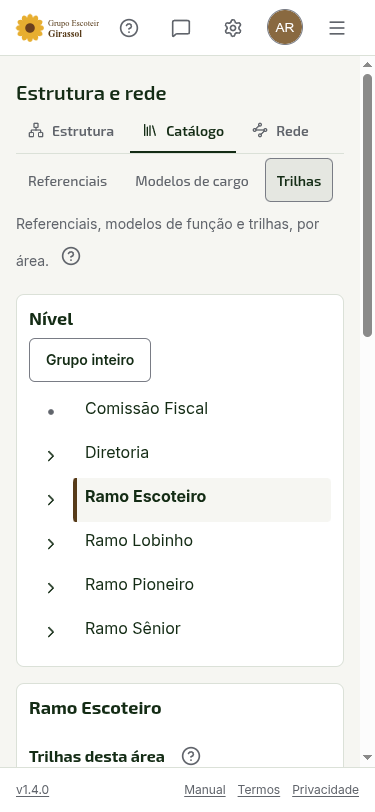 Grupo Escoteiro
Girassol
AR
Estrutura e rede
Estrutura
Catálogo
Rede
Referenciais
Modelos de cargo
Trilhas
Referenciais, modelos de função e trilhas, por
área.
Nível
Grupo inteiro
Comissão Fiscal
Diretoria
Ramo Escoteiro
Ramo Lobinho
Ramo Pioneiro
Ramo Sênior
Ramo Escoteiro
Trilhas desta área
v1.4.0
Manual
Termos
Privacidade